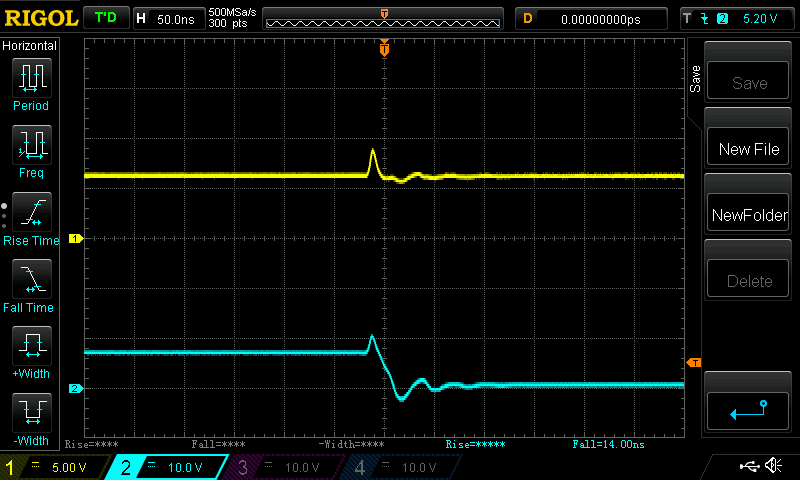 RIGOL T'D H 50.0ns 500MSa/s D 0.00000000ps T 2 5.20 V
300 pts
T
Horizontal
Period
Freq
Rise Time
Fall Time
+Width
-Width
1
2
T
Save
Save
New File
NewFolder
Delete
Rise=**** Fall=**** -Width=**** Rise=***** Fall=14.00ns
1 5.00 V 2 10.0 V 3 10.0 V 4 10.0 V